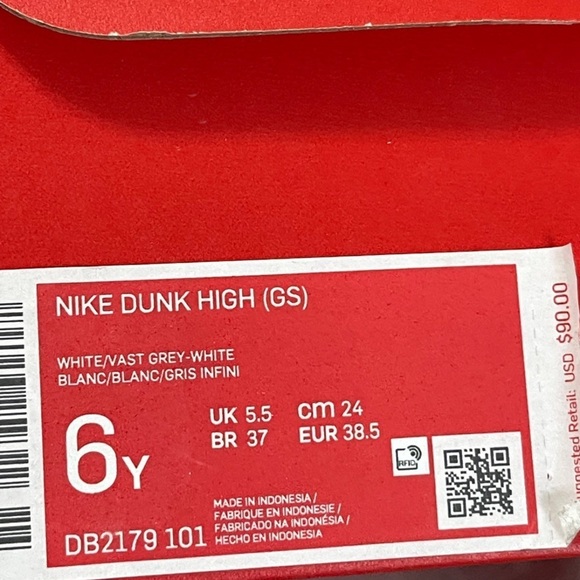 NIKE DUNK HIGH (GS)
WHITE/VAST GREY-WHITE
BLANC/BLANC/GRIS INFINI
6Y
UK 5.5 cm 24
BR 37 EUR 38.5
RFID
MADE IN INDONESIA /
FABRIQUE EN INDONESIE /
FABRICADO NA INDONÉSIA /
HECHO EN INDONESIA
DB2179 101
Retail: USD $90.00